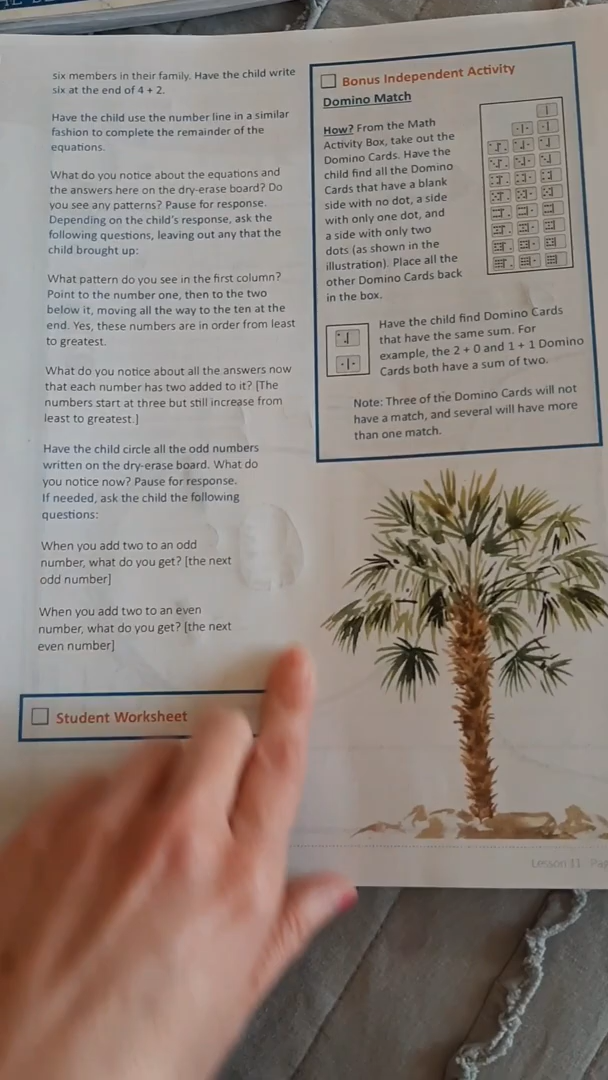 six members in their family. Have the child write
six at the end of 4 + 2.
Have the child use the number line in a similar
fashion to complete the remainder of the
equations.
What do you notice about the equations and
the answers here on the dry-erase board? Do
you see any patterns? Pause for response.
Depending on the child's response, ask the
following questions, leaving out any that the
child brought up:
What pattern do you see in the first column?
Point to the number one, then to the two
below it, moving all the way to the ten at the
end. Yes, these numbers are in order from least
to greatest.
What do you notice about all the answers now
that each number has two added to it? [The
numbers start at three but still increase from
least to greatest.]
Have the child circle all the odd numbers
written on the dry-erase board. What do
you notice now? Pause for response.
If needed, ask the child the following
questions:
When you add two to an odd
number, what do you get? [the next
odd number]
When you add two to an even
number, what do you get? [the next
even number]
Student Worksheet
Bonus Independent Activity
Domino Match
How? From the Math
Activity Box, take out the
Domino Cards. Have the
child find all the Domino
Cards that have a blank
side with no dot, a side
with only one dot, and
a side with only two
dots (as shown in the
illustration). Place all the
other Domino Cards back
in the box.
Have the child find Domino Cards
that have the same sum. For
example, the 2 + 0 and 1 + 1 Domino
Cards both have a sum of two.
Note: Three of the Domino Cards will not
have a match, and several will have more
than one match.
Lesson 11